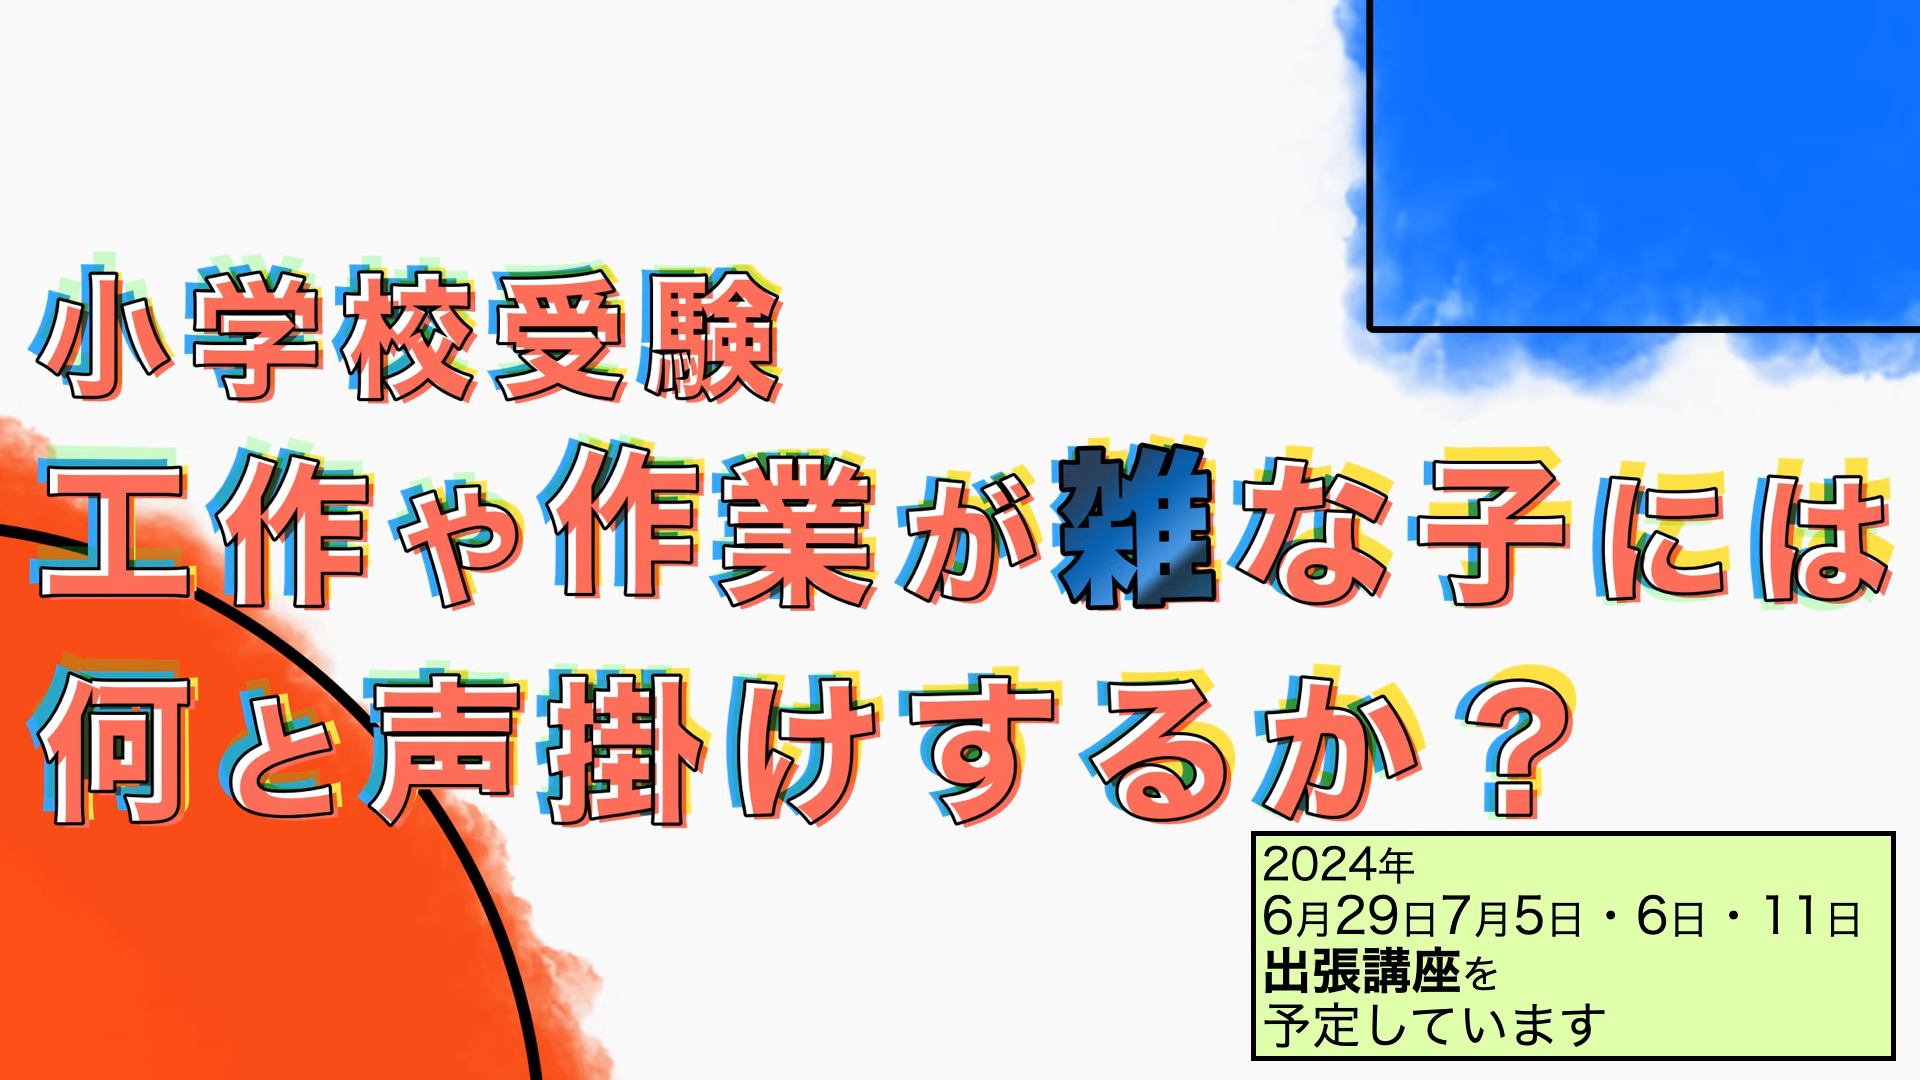 小学校受験
工作や作業が雑な子には
何と声掛けするか？
2024年
6月29日7月5日・6日・11日
出張講座を
予定しています